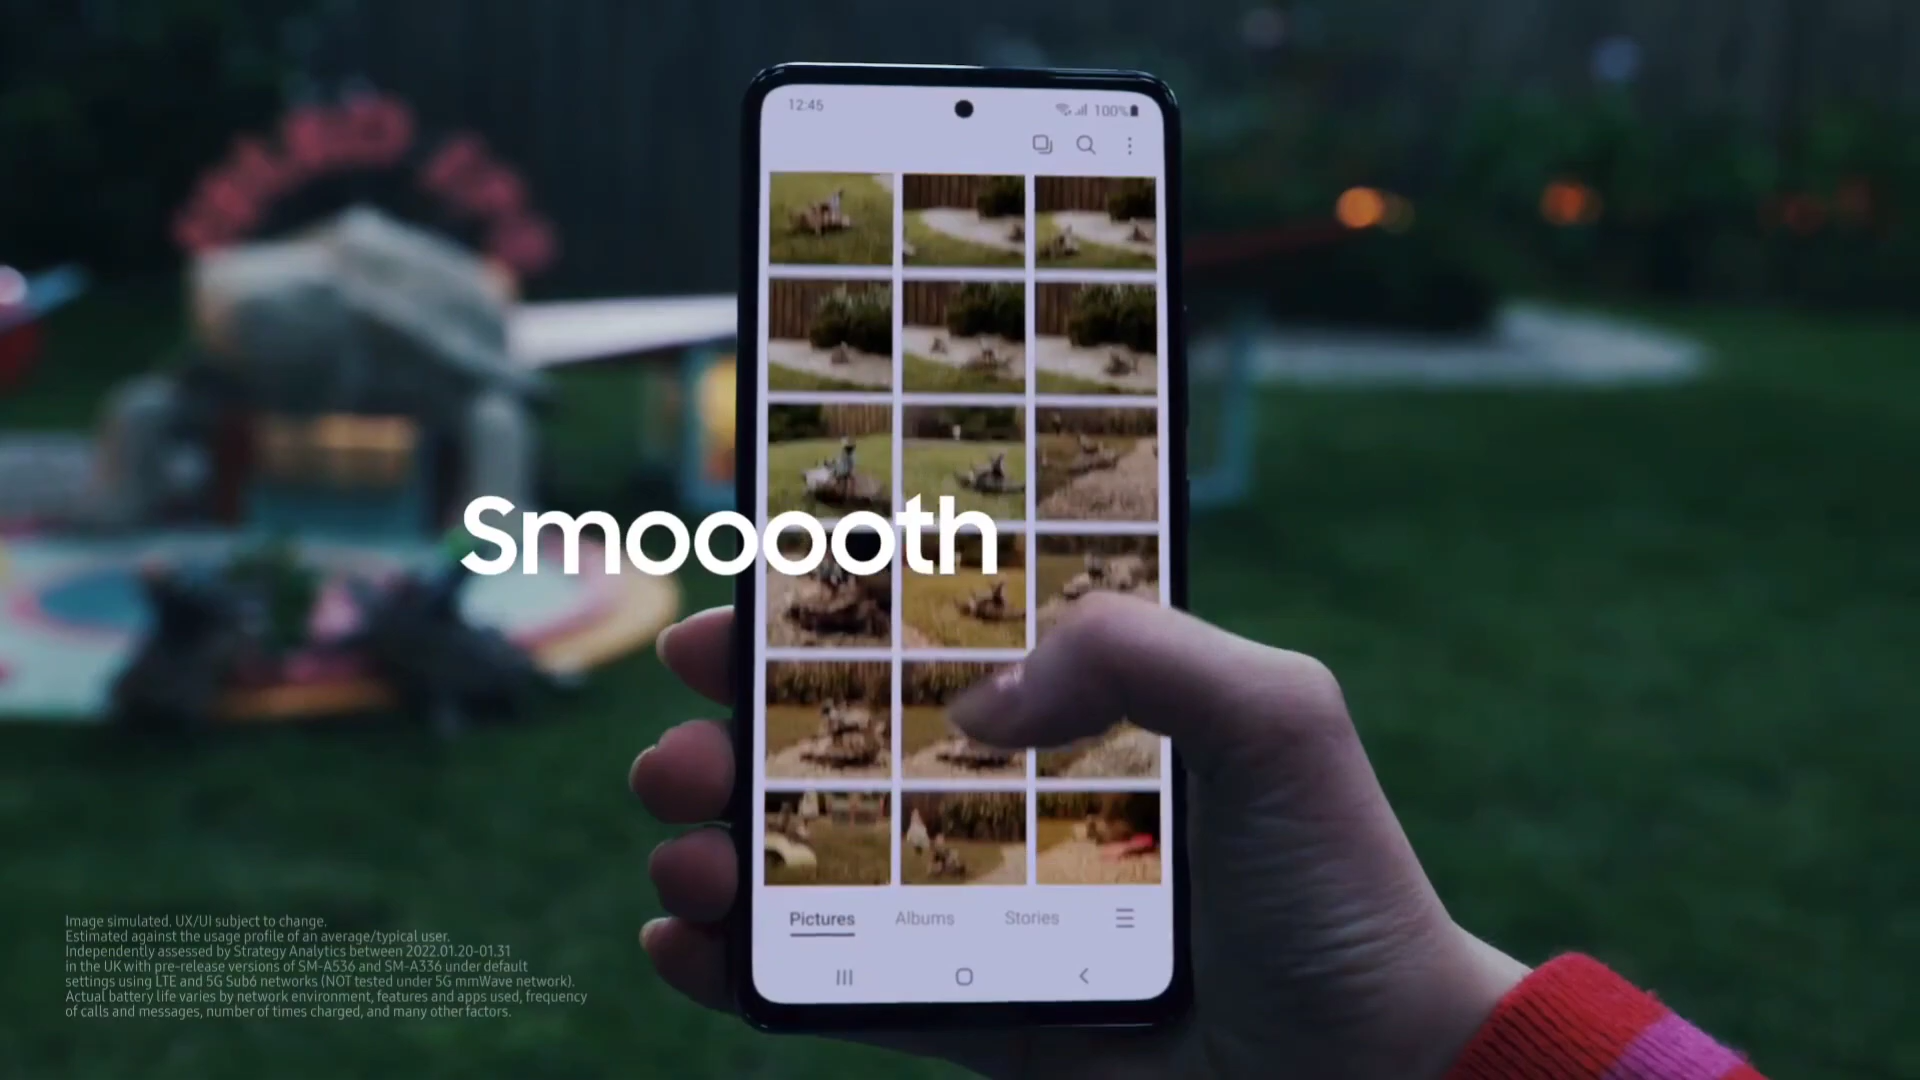 12:45
100%
Smooooth
Pictures Albums Stories
Image simulated. UX/UI subject to change.
Estimated against the usage profile of an average/typical user.
Independently assessed by Strategy Analytics between 2022.01.20-01.31
in the UK with pre-release versions of SM-A536 and SM-A336 under default
settings using LTE and 5G Sub6 networks (NOT tested under 5G mmWave network).
Actual battery life varies by network environment, features and apps used, frequency
of calls and messages, number of times charged, and many other factors.